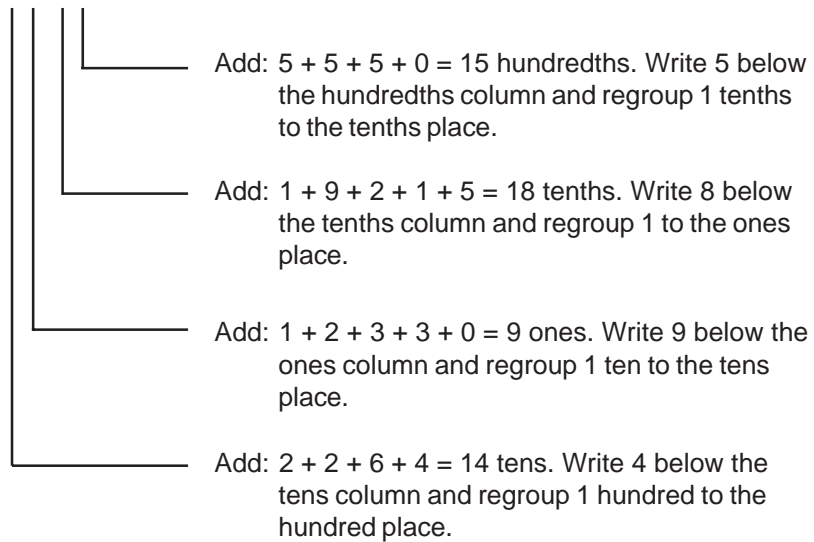 Add: 5 + 5 + 5 + 0 = 15 hundredths. Write 5 below
the hundredths column and regroup 1 tenths
to the tenths place.
Add: 1 + 9 + 2 + 1 + 5 = 18 tenths. Write 8 below
the tenths column and regroup 1 to the ones
place.
Add: 1 + 2 + 3 + 3 + 0 = 9 ones. Write 9 below the
ones column and regroup 1 ten to the tens
place.
Add: 2 + 2 + 6 + 4 = 14 tens. Write 4 below the
tens column and regroup 1 hundred to the
hundred place.